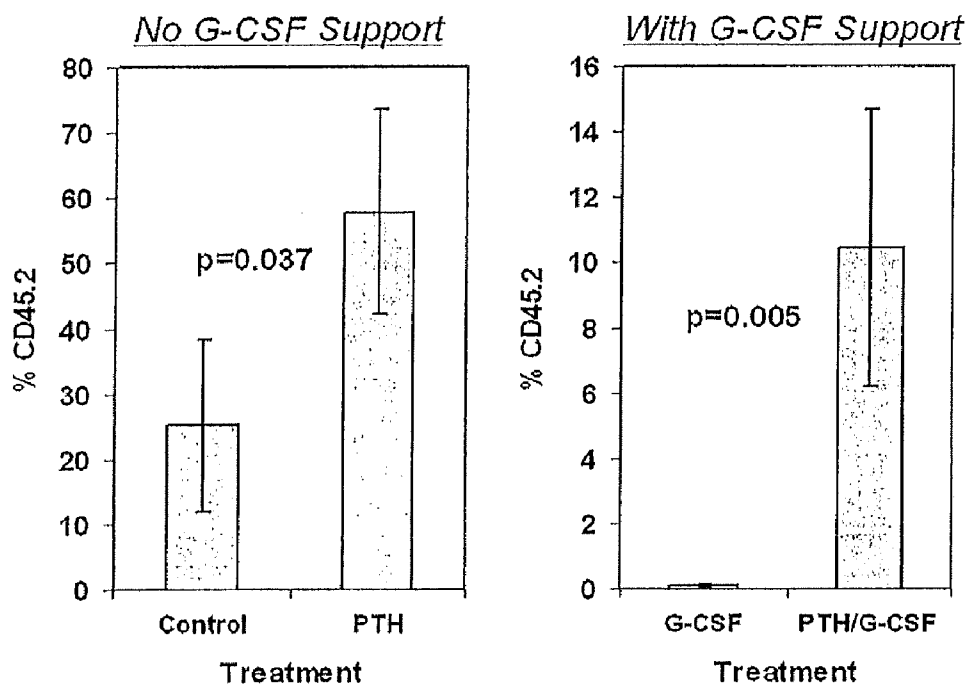 No G-CSF Support
80
70
60
50
40
30
20
10
0
% CD45.2
p=0.037
Control PTH
Treatment
With G-CSF Support
16
14
12
10
8
6
4
2
0
% CD45.2
p=0.005
G-CSF PTH/G-CSF
Treatment